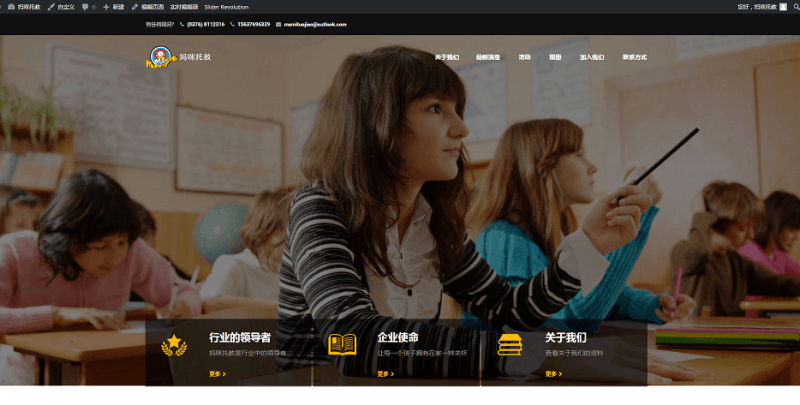 妈咪托教 自定义 0 新建 编辑页面 实时编辑器 Slider Revolution 您好，妈咪托教
有任何疑问? (0376) 8112316 15637696339 mamituojiao@outlook.com
妈咪托教 关于我们 最新消息 活动 相册 加入我们 联系方式
行业的领导者 企业使命 关于我们
妈咪托教是行业中的领导者 让每一个孩子拥有在家一样关怀 查看关于我们的资料
更多 更多 更多